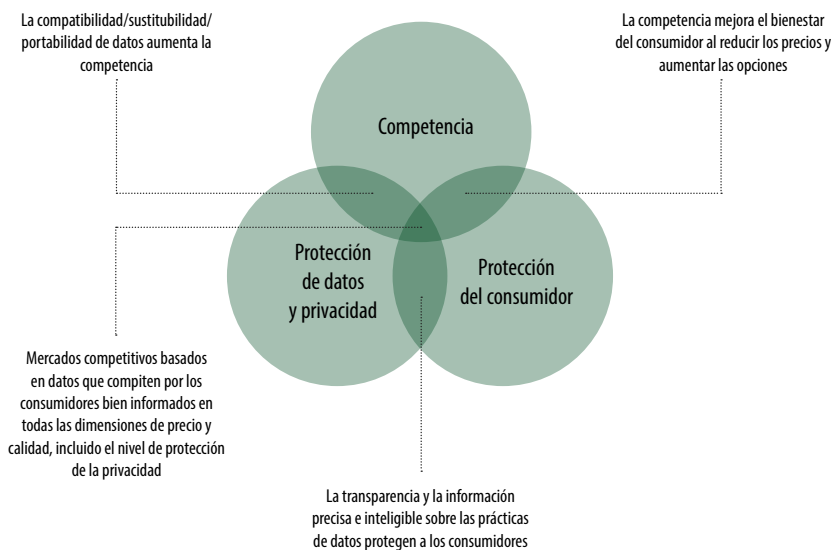 La compatibilidad/sustitubilidad/
portabilidad de datos aumenta la
competencia
La competencia mejora el bienestar
del consumidor al reducir los precios y
aumentar las opciones
Competencia
Protección
de datos
y privacidad
Protección
del consumidor
Mercados competitivos basados
en datos que compiten por los
consumidores bien informados en
todas las dimensiones de precio y
calidad, incluido el nivel de protección
de la privacidad
La transparencia y la información
precisa e inteligible sobre las prácticas
de datos protegen a los consumidores